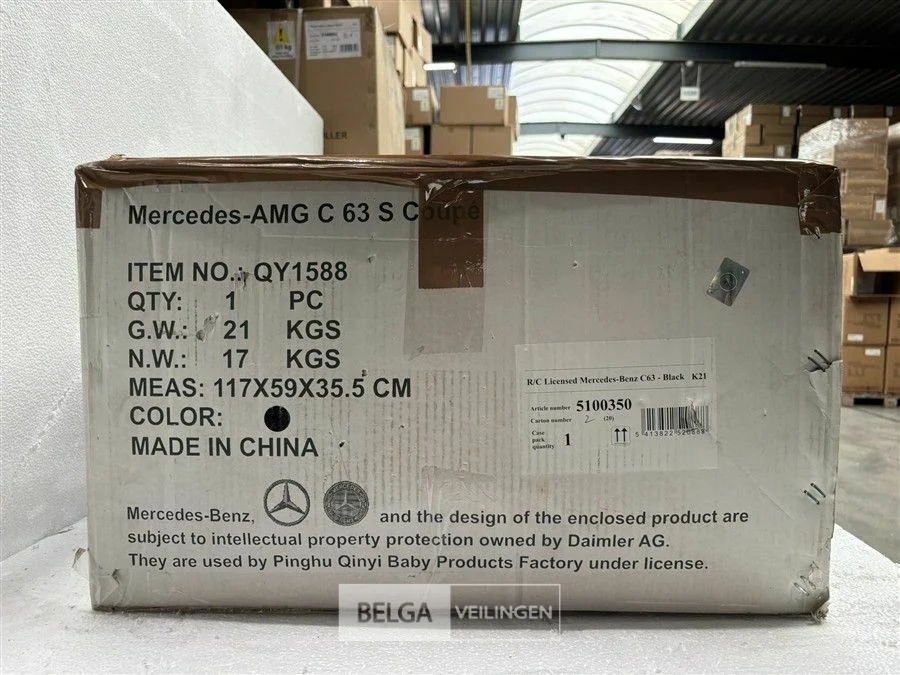 Mercedes-AMG C 63 S Coupé
ITEM NO.: QY1588
QTY: 1 PC
G.W.: 21 KGS
N.W.: 17 KGS
MEAS: 117X59X35.5 CM
COLOR:
MADE IN CHINA
R/C Licensed Mercedes-Benz C63 - Black K21
Article number 5100350
Carton number 2 (20)
Case pack quantity 1
Mercedes-Benz, and the design of the enclosed product are
subject to intellectual property protection owned by Daimler AG.
They are used by Pinghu Qinyi Baby Products Factory under license.
BELGA VEILINGEN